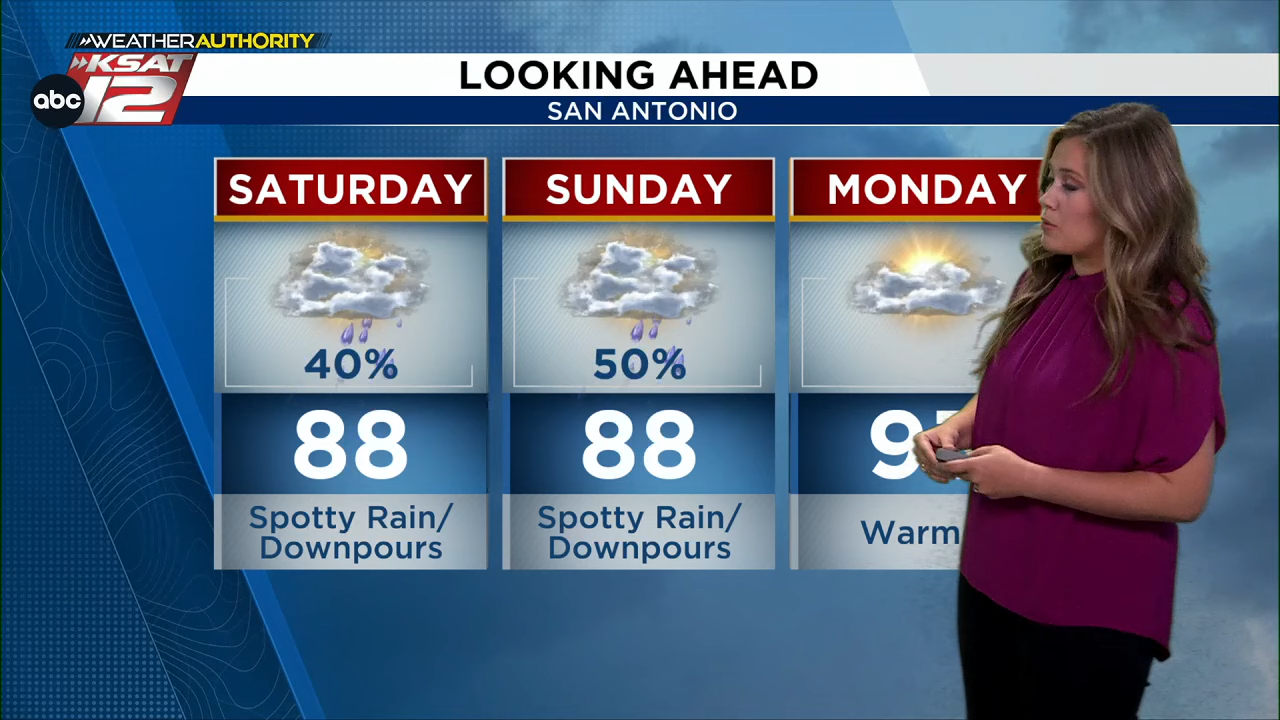 WEATHERAUTHORITY
KSAT
12
abc
LOOKING AHEAD
SAN ANTONIO
SATURDAY
40%
88
Spotty Rain/
Downpours
SUNDAY
50%
88
Spotty Rain/
Downpours
MONDAY
Warm